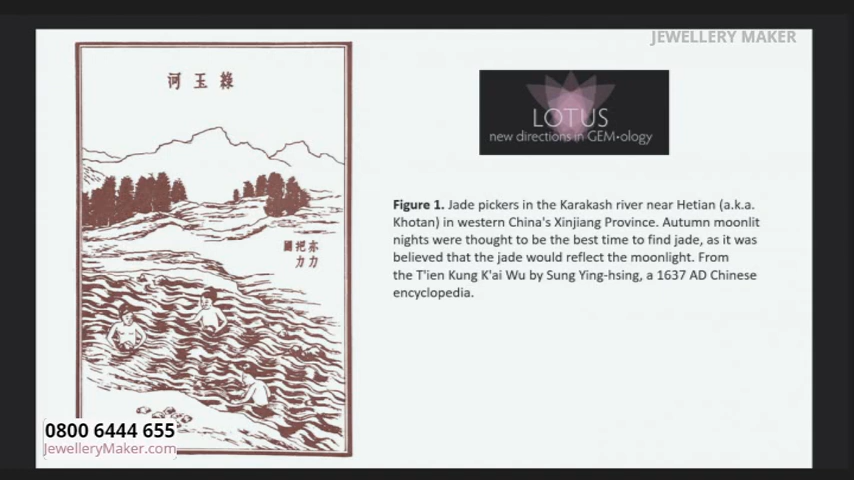 JEWELLERY MAKER
河玉綠
LOTUS
new directions in GEM•ology
Figure 1. Jade pickers in the Karakash river near Hetian (a.k.a.
Khotan) in western China's Xinjiang Province. Autumn moonlit
nights were thought to be the best time to find jade, as it was
believed that the jade would reflect the moonlight. From
the T'ien Kung K'ai Wu by Sung Ying-hsing, a 1637 AD Chinese
encyclopedia.
0800 6444 655
JewelleryMaker.com